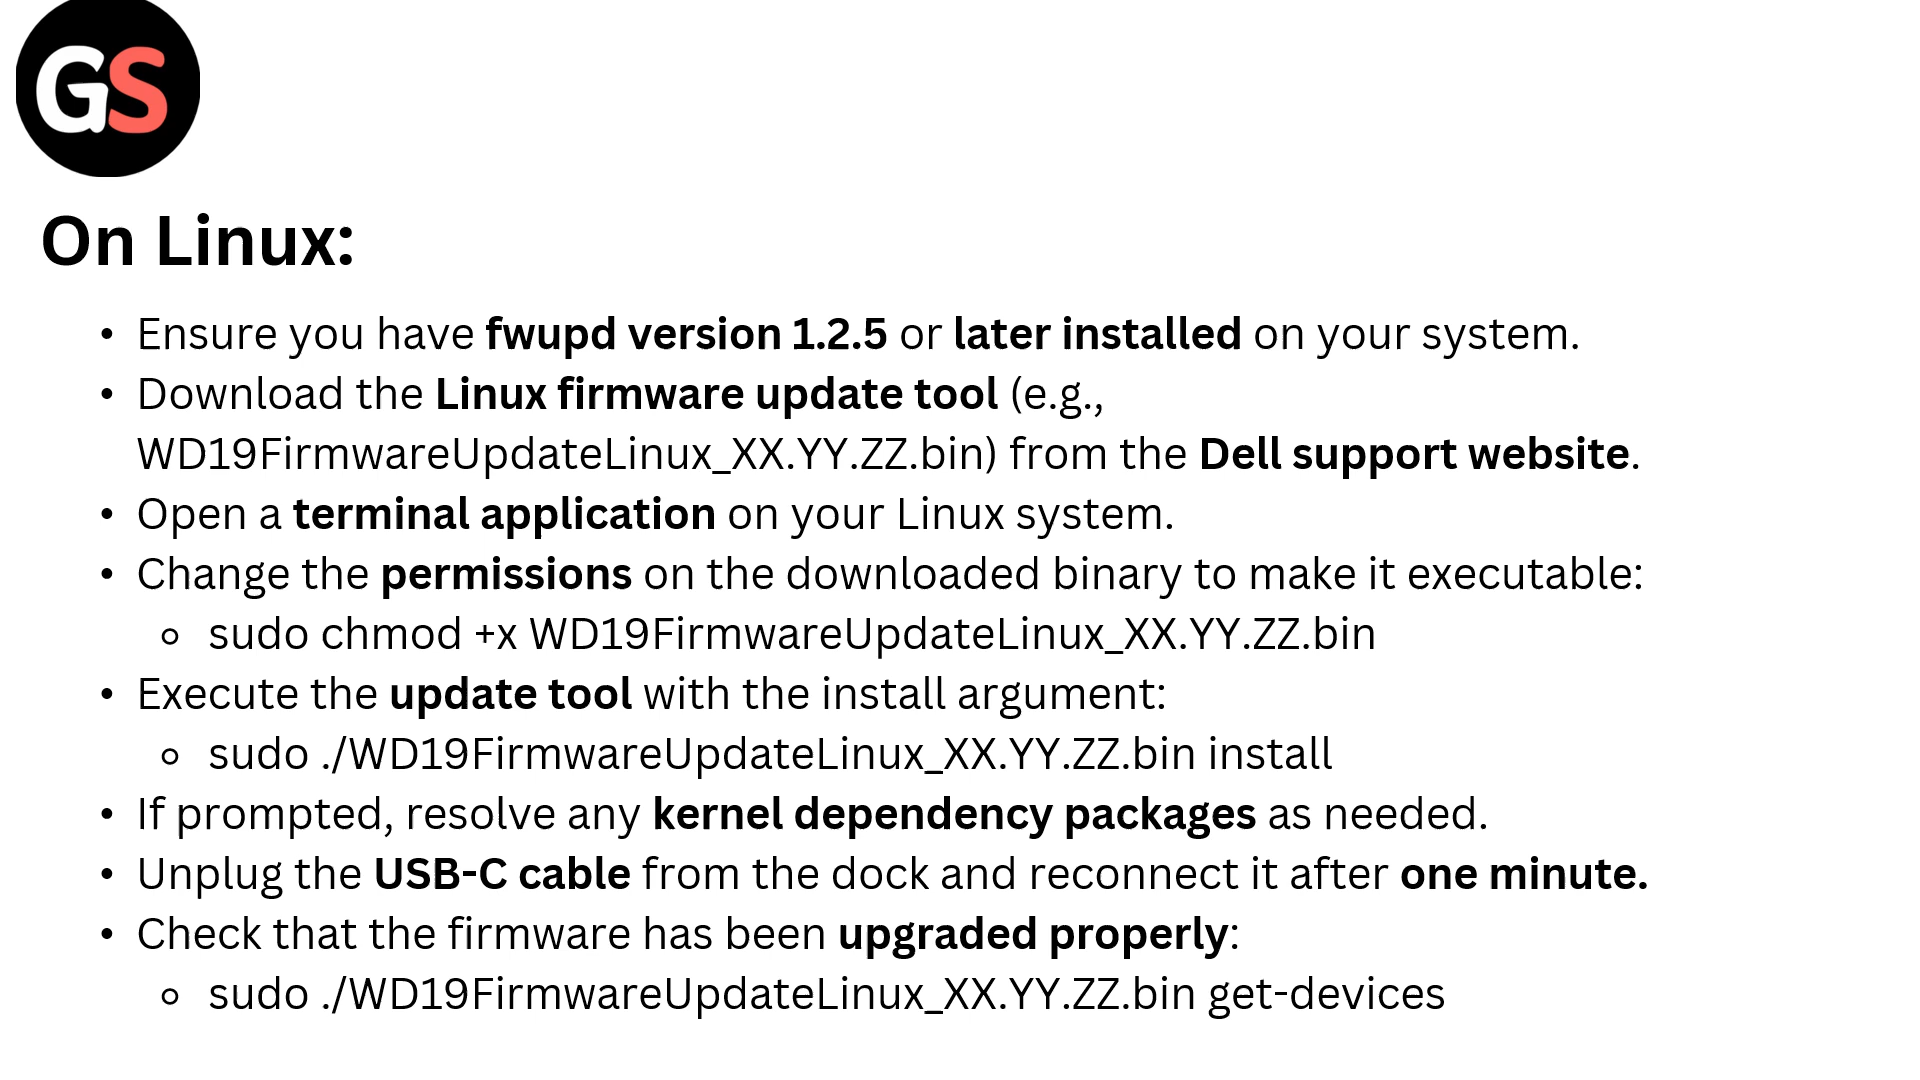 GS
On Linux:
• Ensure you have fwupd version 1.2.5 or later installed on your system.
• Download the Linux firmware update tool (e.g.,
WD19FirmwareUpdateLinux_XX.YY.ZZ.bin) from the Dell support website.
• Open a terminal application on your Linux system.
• Change the permissions on the downloaded binary to make it executable:
◦ sudo chmod +x WD19FirmwareUpdateLinux_XX.YY.ZZ.bin
• Execute the update tool with the install argument:
◦ sudo ./WD19FirmwareUpdateLinux_XX.YY.ZZ.bin install
• If prompted, resolve any kernel dependency packages as needed.
• Unplug the USB-C cable from the dock and reconnect it after one minute.
• Check that the firmware has been upgraded properly:
◦ sudo ./WD19FirmwareUpdateLinux_XX.YY.ZZ.bin get-devices